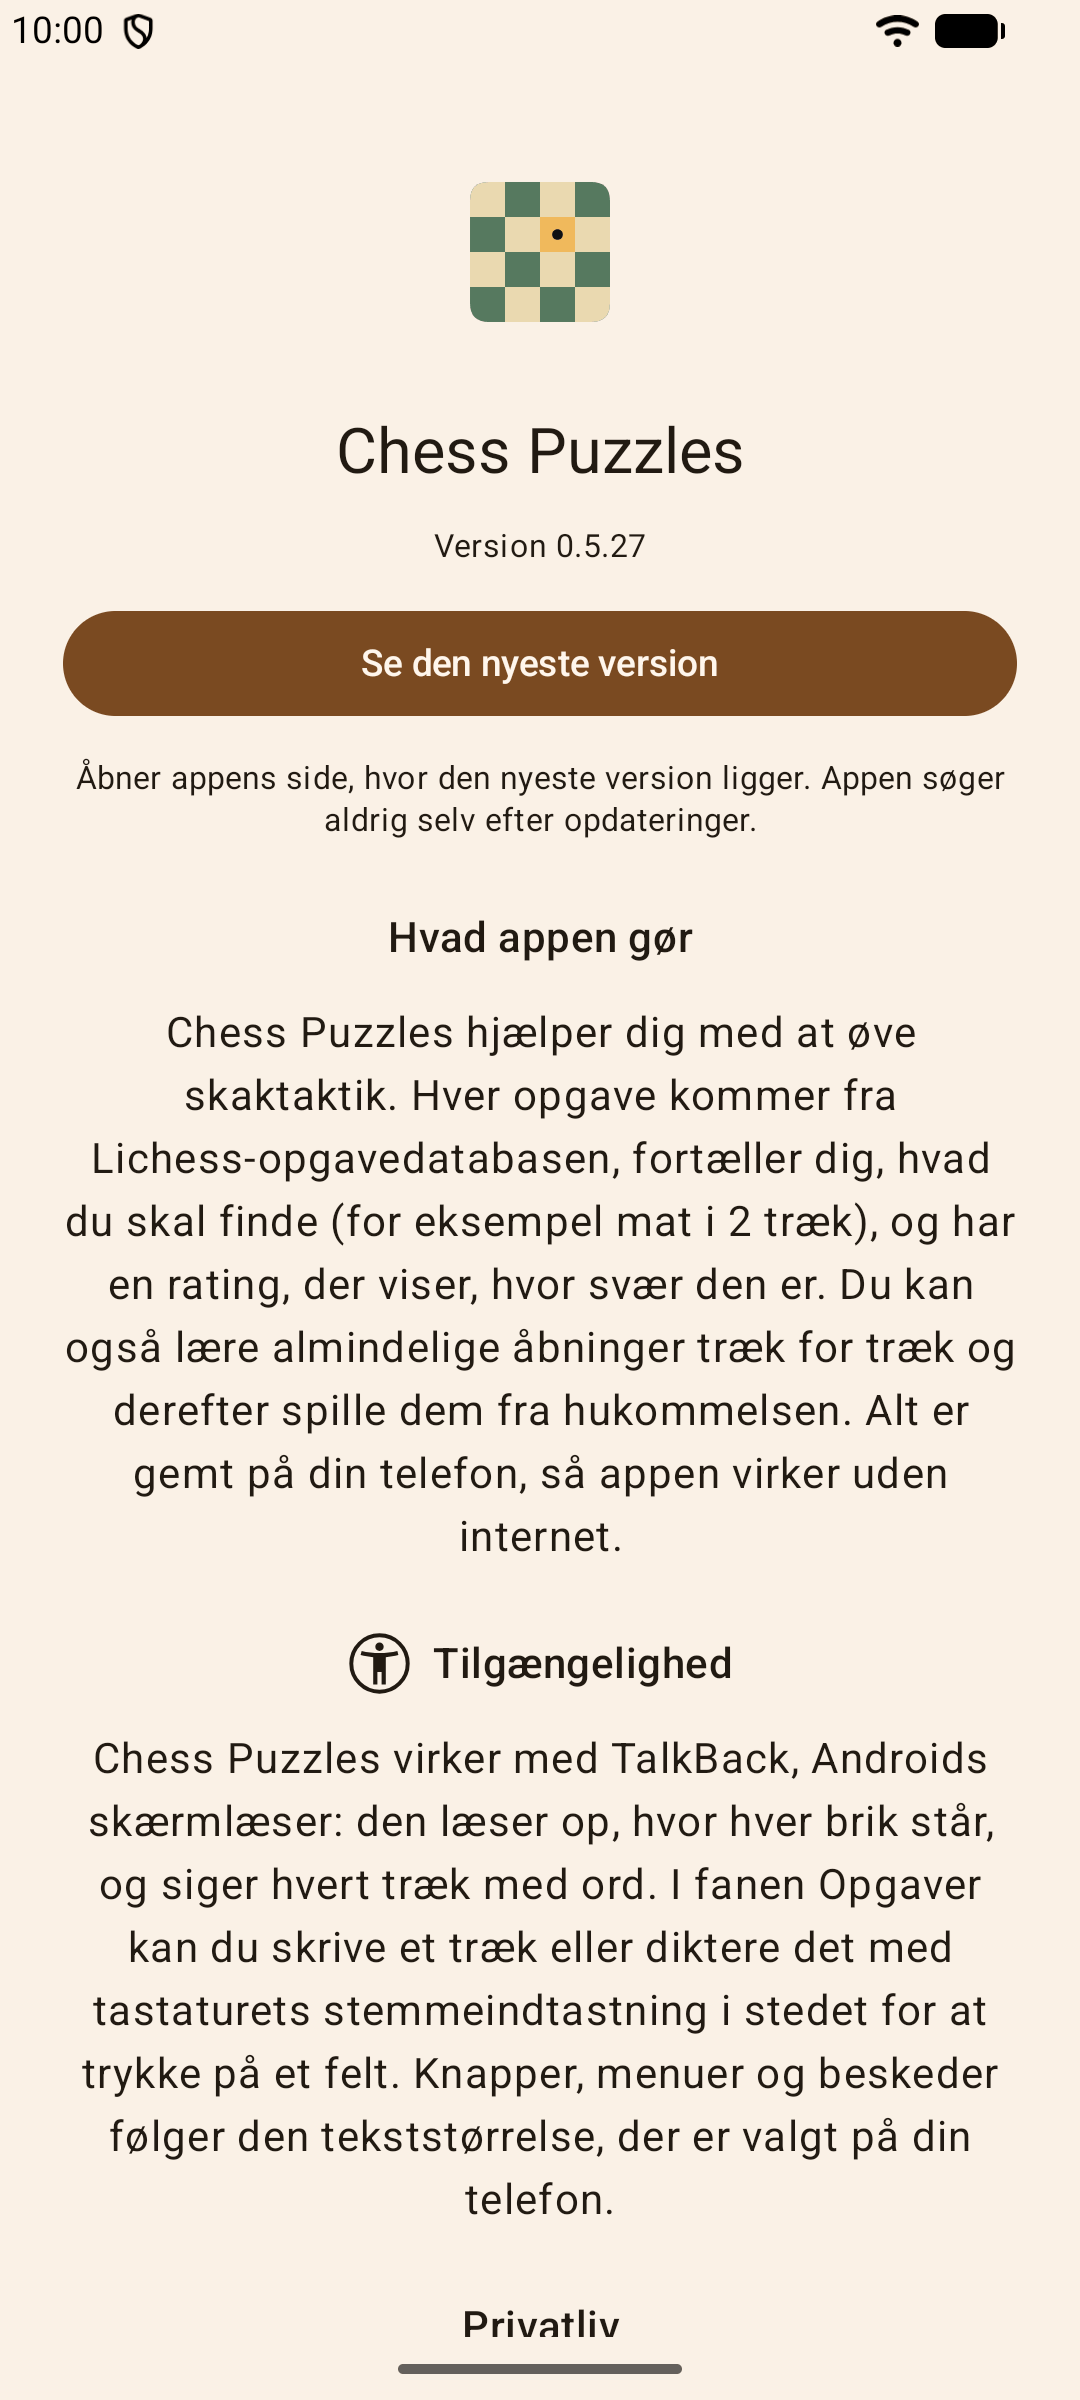 10:00
Chess Puzzles
Version 0.5.27
Se den nyeste version
Åbner appens side, hvor den nyeste version ligger. Appen søger
aldrig selv efter opdateringer.
Hvad appen gør
Chess Puzzles hjælper dig med at øve
skaktaktik. Hver opgave kommer fra
Lichess-opgavedatabasen, fortæller dig, hvad
du skal finde (for eksempel mat i 2 træk), og har
en rating, der viser, hvor svær den er. Du kan
også lære almindelige åbninger træk for træk og
derefter spille dem fra hukommelsen. Alt er
gemt på din telefon, så appen virker uden
internet.
Tilgængelighed
Chess Puzzles virker med TalkBack, Androids
skærmlæser: den læser op, hvor hver brik står,
og siger hvert træk med ord. I fanen Opgaver
kan du skrive et træk eller diktere det med
tastaturets stemmeindtastning i stedet for at
trykke på et felt. Knapper, menuer og beskeder
følger den tekststørrelse, der er valgt på din
telefon.
Privatliv